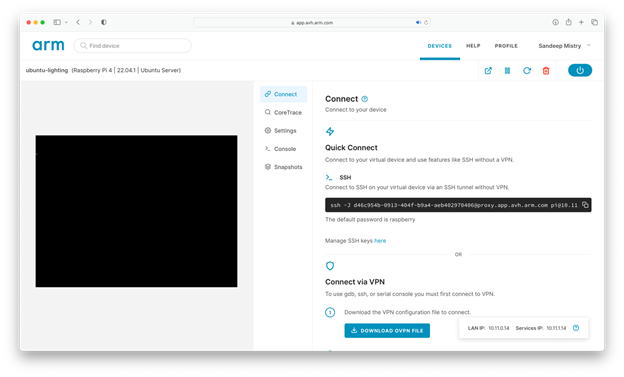 app.avh.arm.com
arm
Find device
DEVICES
HELP
PROFILE
Sandeep Mistry
ubuntu-lighting (Raspberry Pi 4 | 22.04.1 | Ubuntu Server)
Connect
CoreTrace
Settings
Console
Snapshots
Connect
Connect to your device
Quick Connect
Connect to your virtual device and use features like SSH without a VPN.
SSH
Connect to SSH on your virtual device via an SSH tunnel without VPN.
ssh -J d46c954b-0913-404f-b9a4-aeb402970406@proxy.app.avh.arm.com pi@10.11
The default password is raspberry
Manage SSH keys here
OR
Connect via VPN
To use gdb, ssh, or serial console you must first connect to VPN.
1 Download the VPN configuration file to connect.
DOWNLOAD OVPN FILE
LAN IP: 10.11.0.14 Services IP: 10.11.1.14